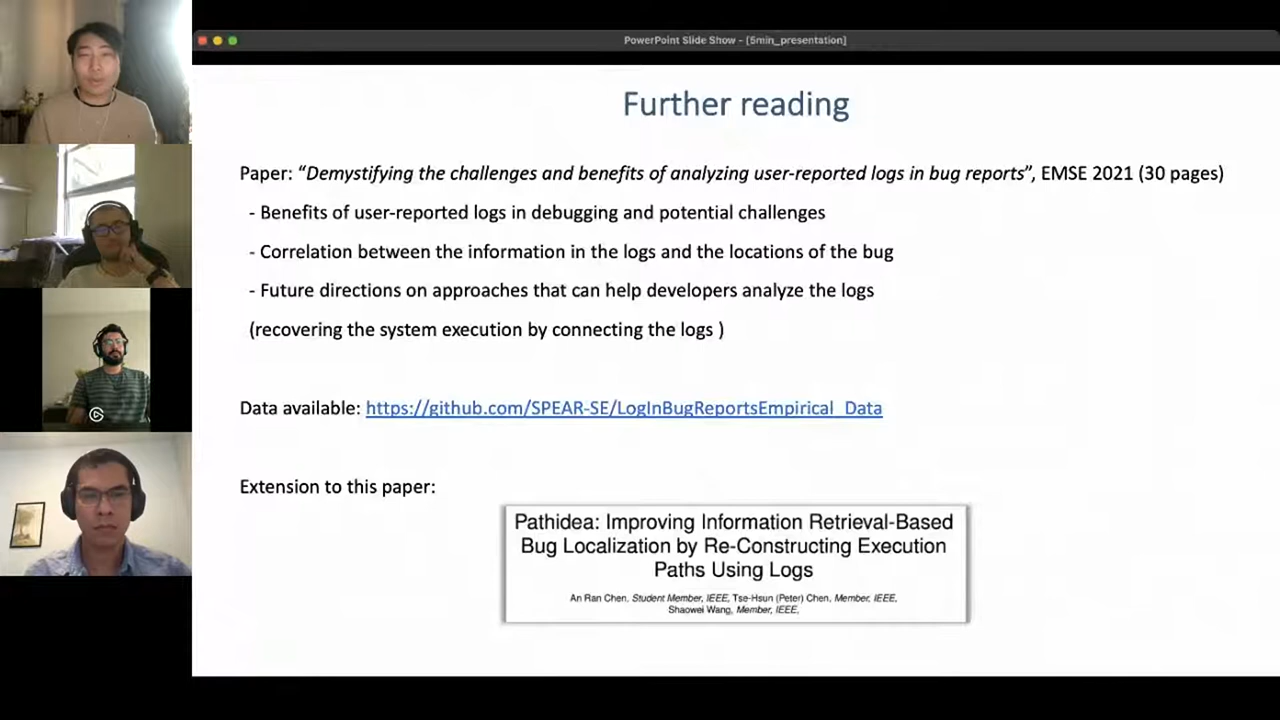 PowerPoint Slide Show - [5min_presentation]
Further reading
Paper: “Demystifying the challenges and benefits of analyzing user-reported logs in bug reports”, EMSE 2021 (30 pages)
- Benefits of user-reported logs in debugging and potential challenges
- Correlation between the information in the logs and the locations of the bug
- Future directions on approaches that can help developers analyze the logs
(recovering the system execution by connecting the logs )
Data available: https://github.com/SPEAR-SE/LogInBugReportsEmpirical_Data
Extension to this paper:
Pathidea: Improving Information Retrieval-Based
Bug Localization by Re-Constructing Execution
Paths Using Logs
An Ran Chen, Student Member, IEEE, Tse-Hsun (Peter) Chen, Member, IEEE,
Shaowei Wang, Member, IEEE,